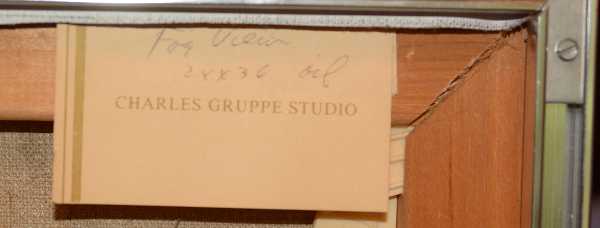 Fog View
24x36 oil
CHARLES GRUPPE STUDIO